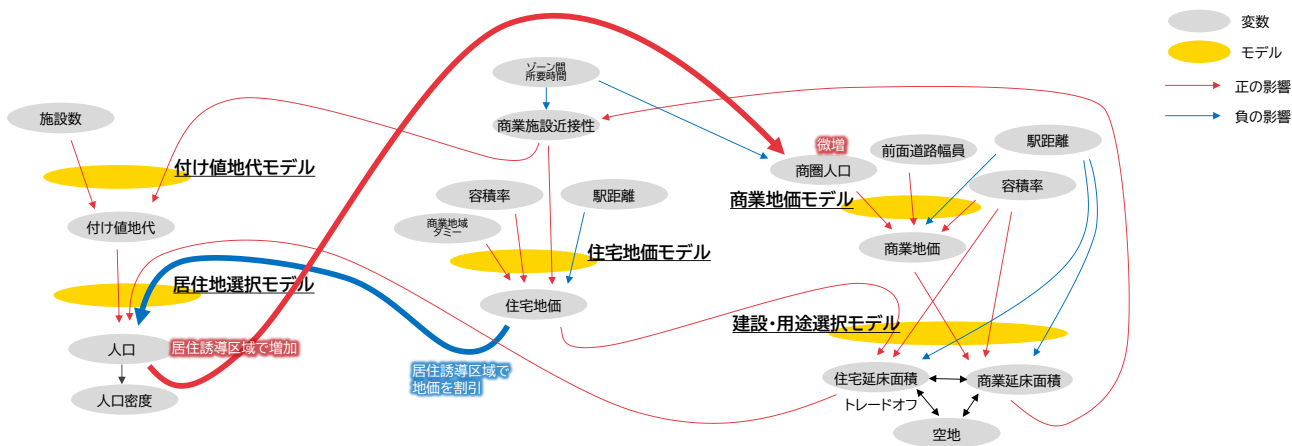 変数
モデル
正の影響
負の影響
ゾーン間
所要時間
施設数
商業施設近接性
駅距離
微増
前面道路幅員
付け値地代モデル
商圏人口
容積率
容積率
駅距離
商業地価モデル
商業地域
ダミー
付け値地代
商業地価
住宅地価モデル
居住地選択モデル
住宅地価
建設・用途選択モデル
人口
居住誘導区域で増加
居住誘導区域で
地価を割引
住宅延床面積
商業延床面積
人口密度
トレードオフ
空地